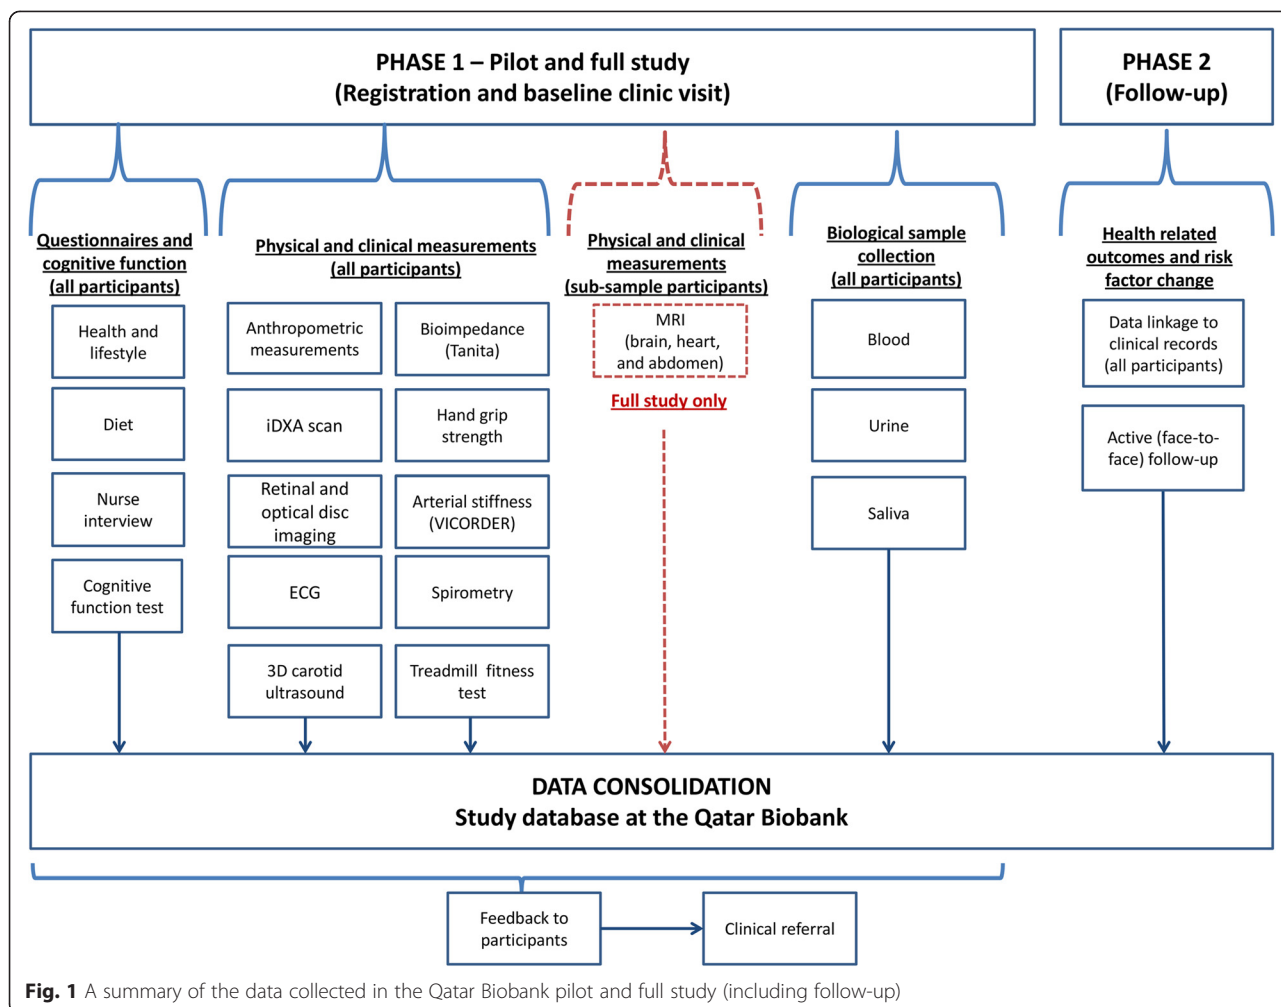 PHASE 1 – Pilot and full study
(Registration and baseline clinic visit)
PHASE 2
(Follow-up)
Questionnaires and
cognitive function
(all participants)
Health and
lifestyle
Diet
Nurse
interview
Cognitive
function test
Physical and clinical measurements
(all participants)
Anthropometric
measurements
Bioimpedance
(Tanita)
iDXA scan
Hand grip
strength
Retinal and
optical disc
imaging
Arterial stiffness
(VICORDER)
ECG
Spirometry
3D carotid
ultrasound
Treadmill fitness
test
Physical and clinical
measurements
(sub-sample participants)
MRI
(brain, heart,
and abdomen)
Full study only
Biological sample
collection
(all participants)
Blood
Urine
Saliva
Health related
outcomes and risk
factor change
Data linkage to
clinical records
(all participants)
Active (face-to-
face) follow-up
DATA CONSOLIDATION
Study database at the Qatar Biobank
Feedback to
participants
Clinical referral
Fig. 1 A summary of the data collected in the Qatar Biobank pilot and full study (including follow-up)